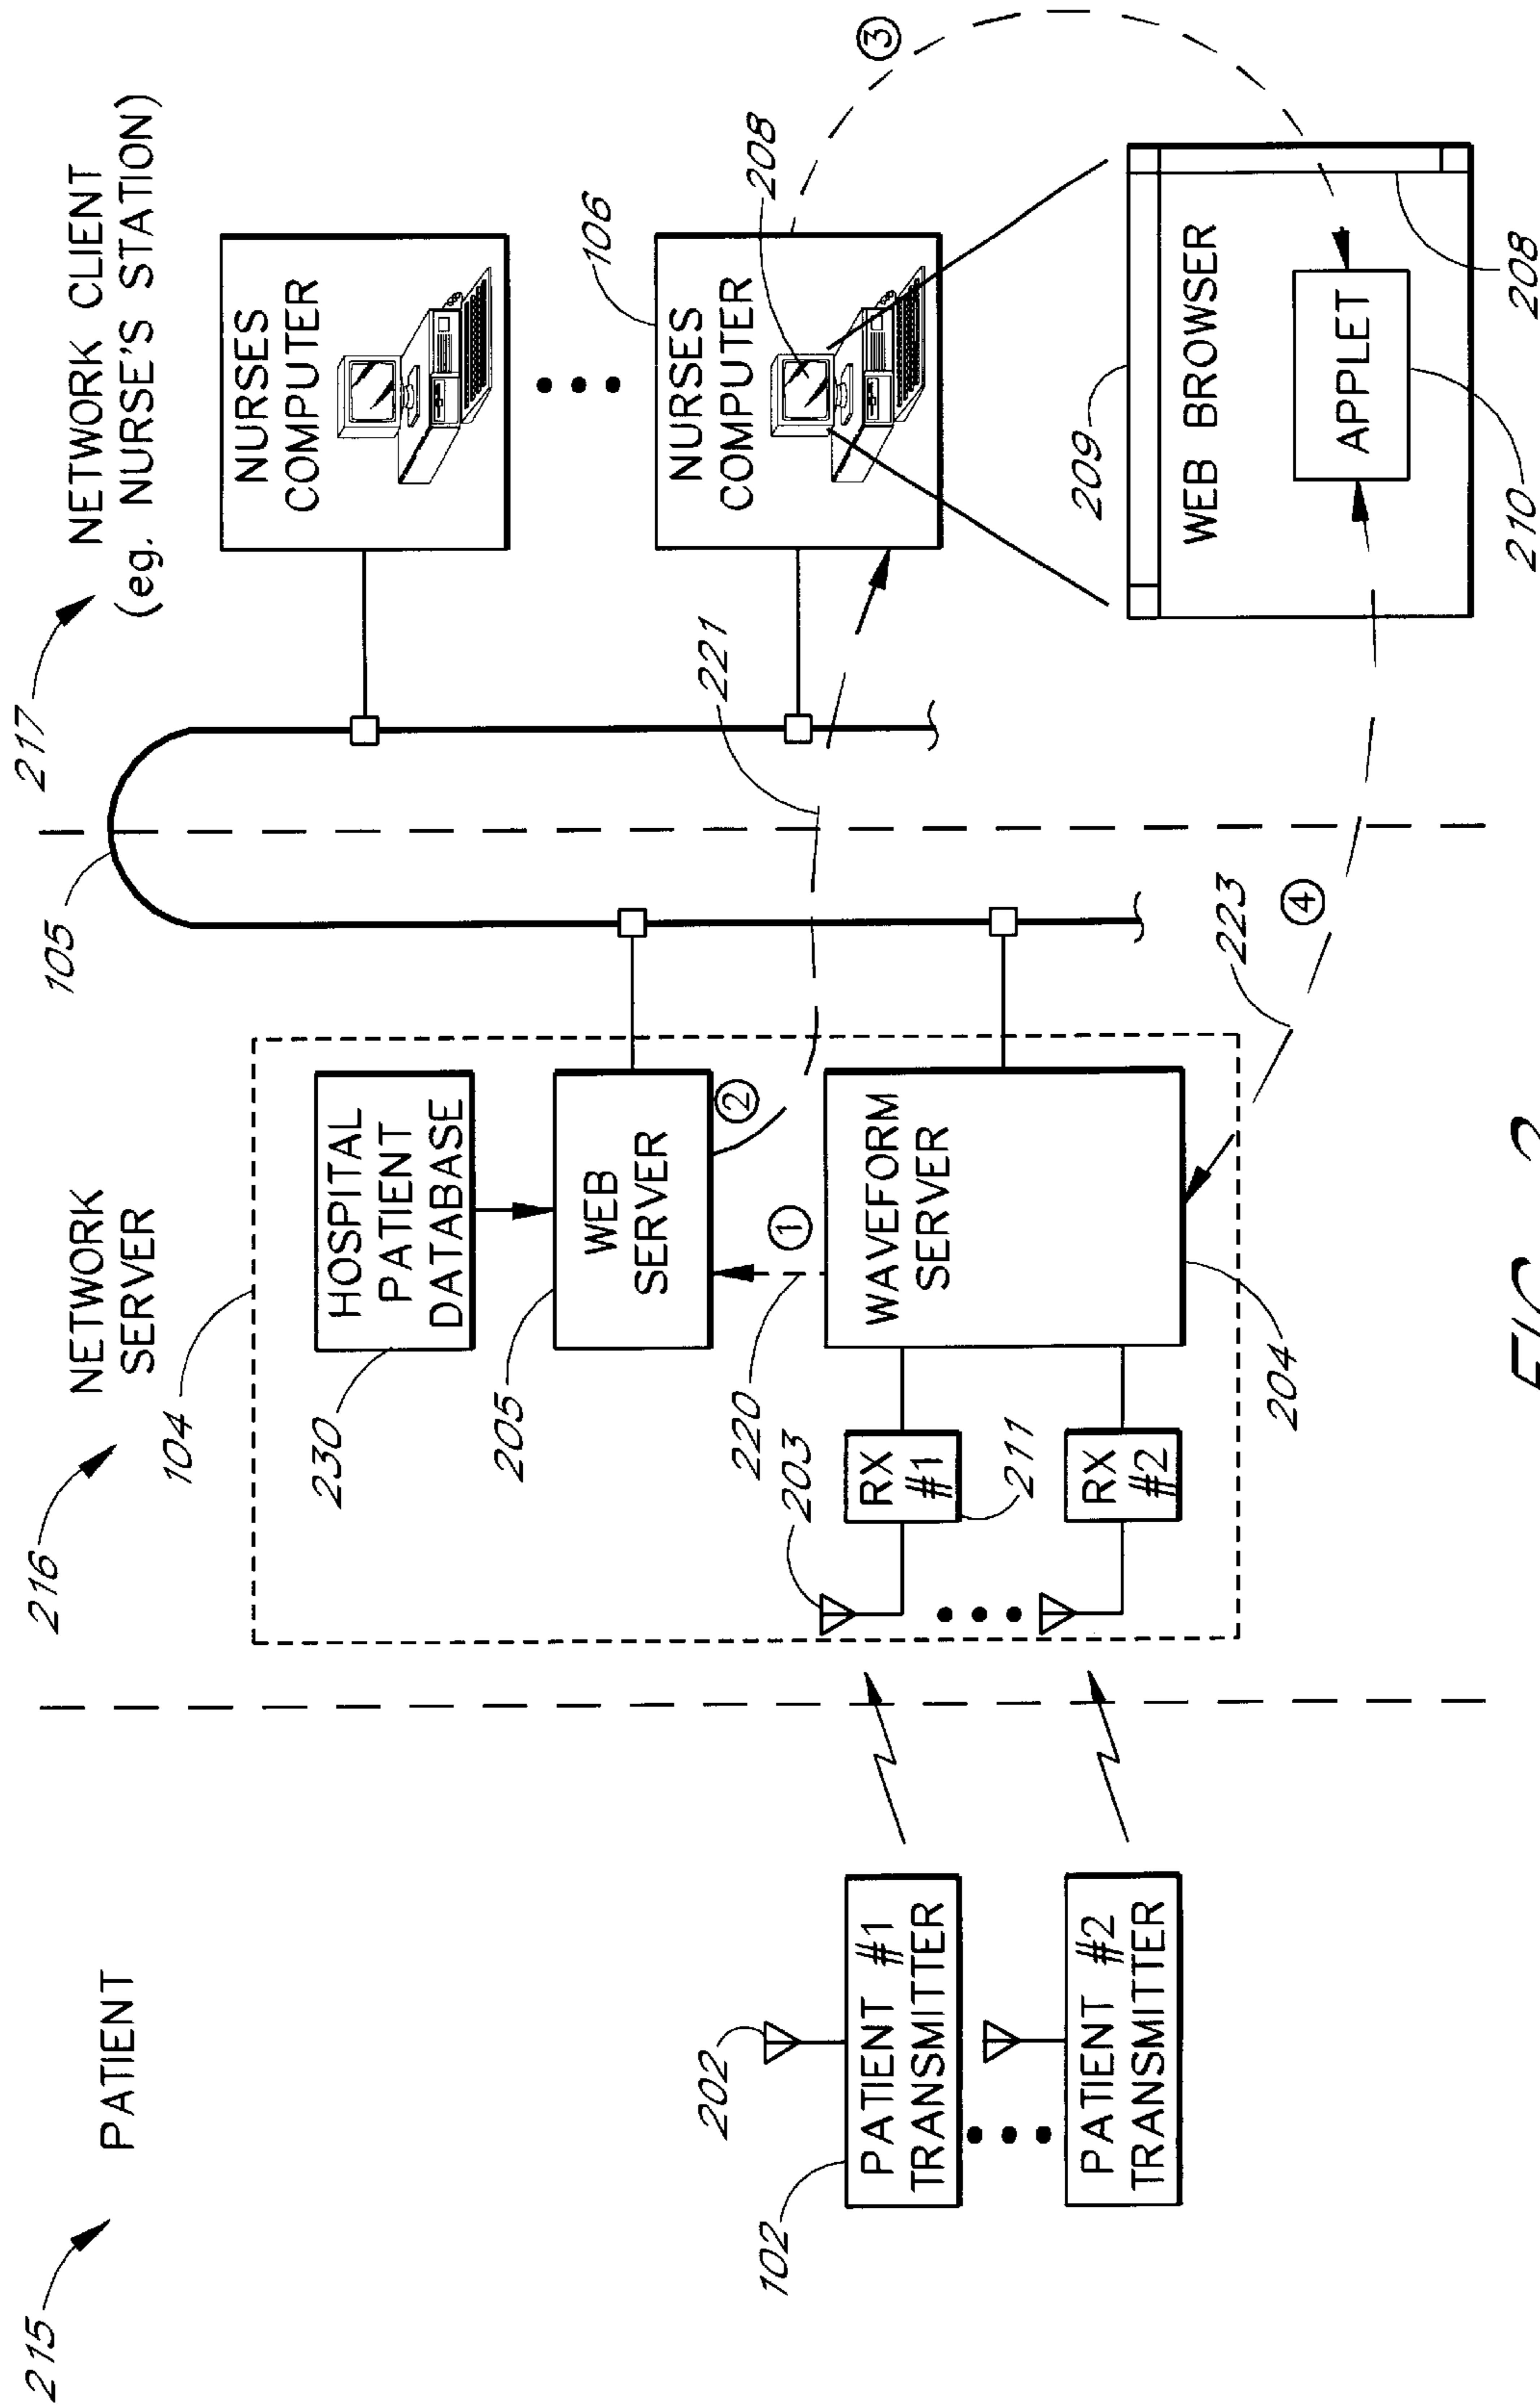 215
PATIENT
216
NETWORK
SERVER
217
NETWORK CLIENT
(eg. NURSE'S STATION)
105
104
HOSPITAL
PATIENT
DATABASE
230
WEB
SERVER
205
②
①
220
221
WAVEFORM
SERVER
204
203
RX
#1
211
RX
#2
202
PATIENT #1
TRANSMITTER
102
PATIENT #2
TRANSMITTER
NURSES
COMPUTER
106
NURSES
COMPUTER
208
③
209
WEB BROWSER
APPLET
210
208
223
④